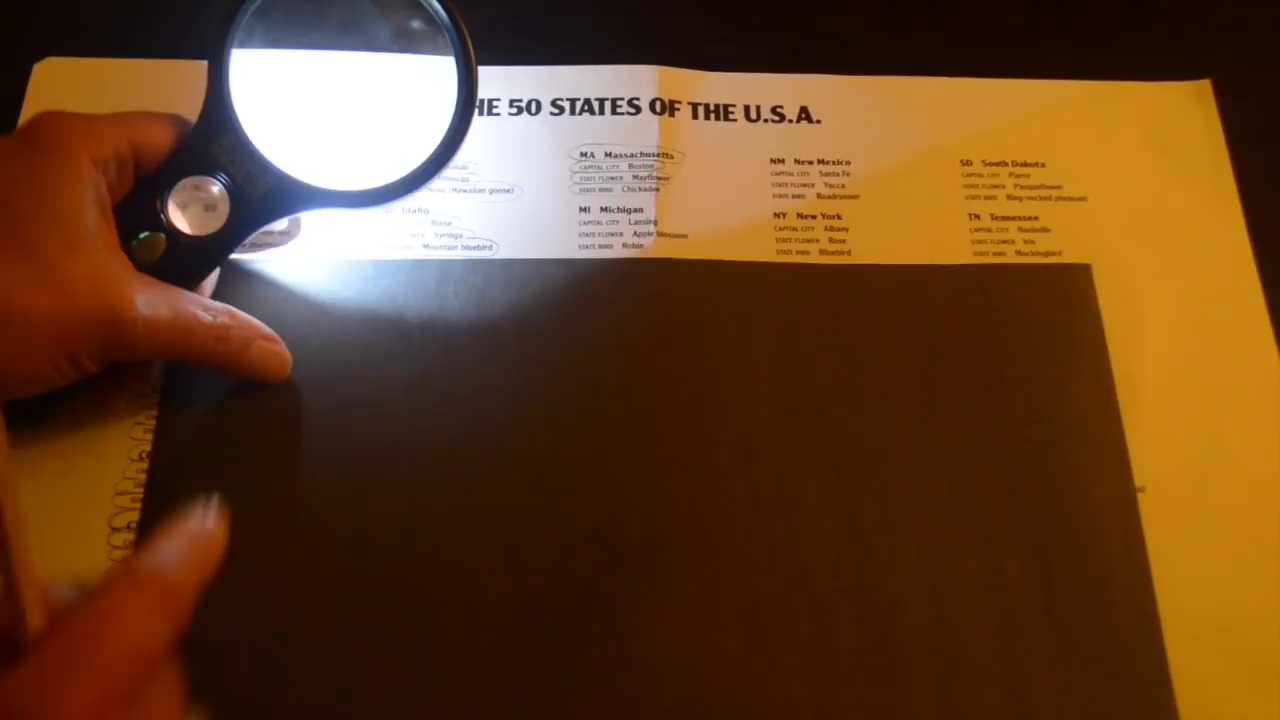 HE 50 STATES OF THE U.S.A.
(Hawaiian goose)
Idaho
Boise
Syringa
Mountain bluebird
MA Massachusetts
CAPITAL CITY Boston
STATE FLOWER Mayflower
STATE BIRD Chickadee
MI Michigan
CAPITAL CITY Lansing
STATE FLOWER Apple blossom
STATE BIRD Robin
NM New Mexico
CAPITAL CITY Santa Fe
STATE FLOWER Yucca
STATE BIRD Roadrunner
NY New York
CAPITAL CITY Albany
STATE FLOWER Rose
STATE BIRD Bluebird
SD South Dakota
CAPITAL CITY Pierre
STATE FLOWER Pasqueflower
STATE BIRD Ring-necked pheasant
TN Tennessee
CAPITAL CITY Nashville
STATE FLOWER Iris
STATE BIRD Mockingbird